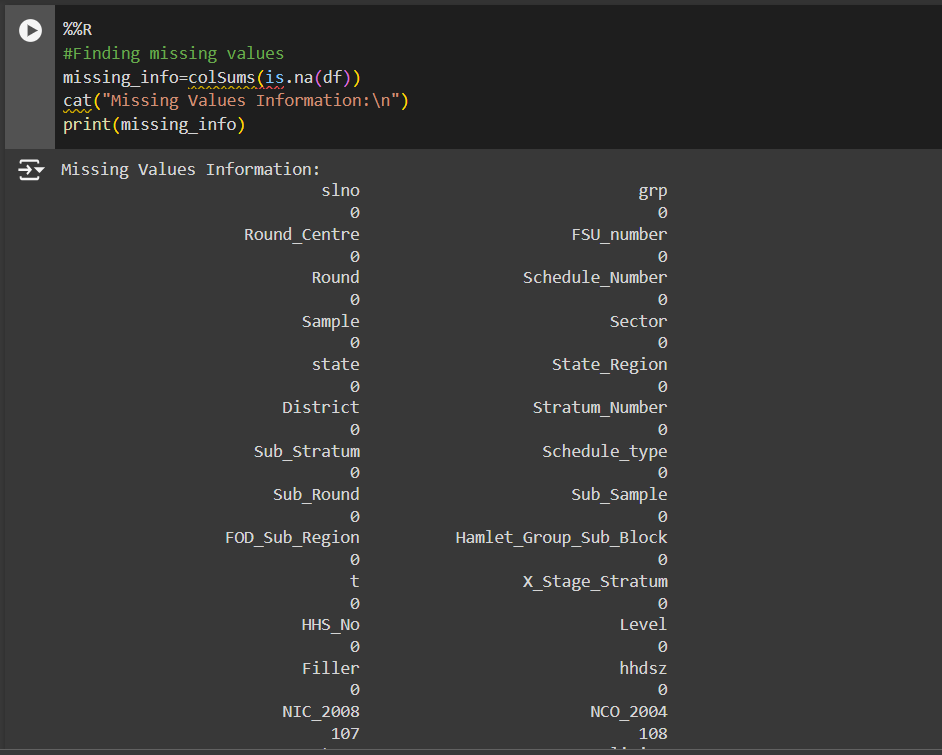 %%R
#Finding missing values
missing_info=colSums(is.na(df))
cat("Missing Values Information:\n")
print(missing_info)
Missing Values Information:
slno grp
0 0
Round_Centre FSU_number
0 0
Round Schedule_Number
0 0
Sample Sector
0 0
state State_Region
0 0
District Stratum_Number
0 0
Sub_Stratum Schedule_type
0 0
Sub_Round Sub_Sample
0 0
FOD_Sub_Region Hamlet_Group_Sub_Block
0 0
t X_Stage_Stratum
0 0
HHS_No Level
0 0
Filler hhdsz
0 0
NIC_2008 NCO_2004
107 108